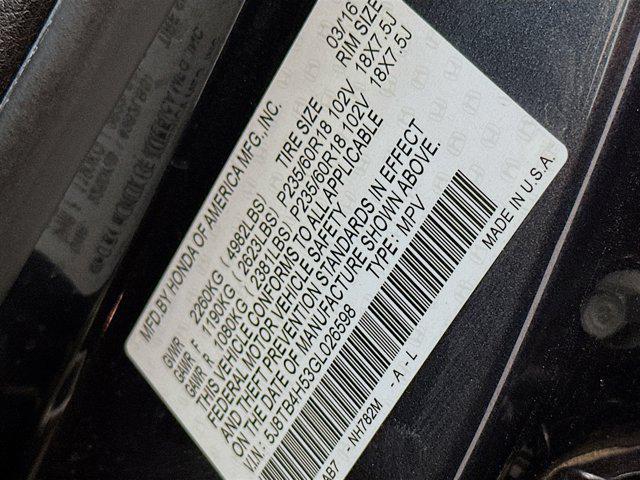 MFD.BY HONDA OF AMERICA MFG.,INC. 03/16
TIRE SIZE RIM SIZE
GVWR 2260KG ( 4982LBS)
GAWR F 1190KG ( 2623LBS) P235/60R18 102V 18X7.5J
GAWR R 1080KG ( 2381LBS) P235/60R18 102V 18X7.5J
THIS VEHICLE CONFORMS TO ALL APPLICABLE
FEDERAL MOTOR VEHICLE SAFETY
AND THEFT PREVENTION STANDARDS IN EFFECT
ON THE DATE OF MANUFACTURE SHOWN ABOVE.
V.I.N.: 5J8TB4H53GL026598 TYPE: MPV
AB7 -NH782M -A-L MADE IN U.S.A.